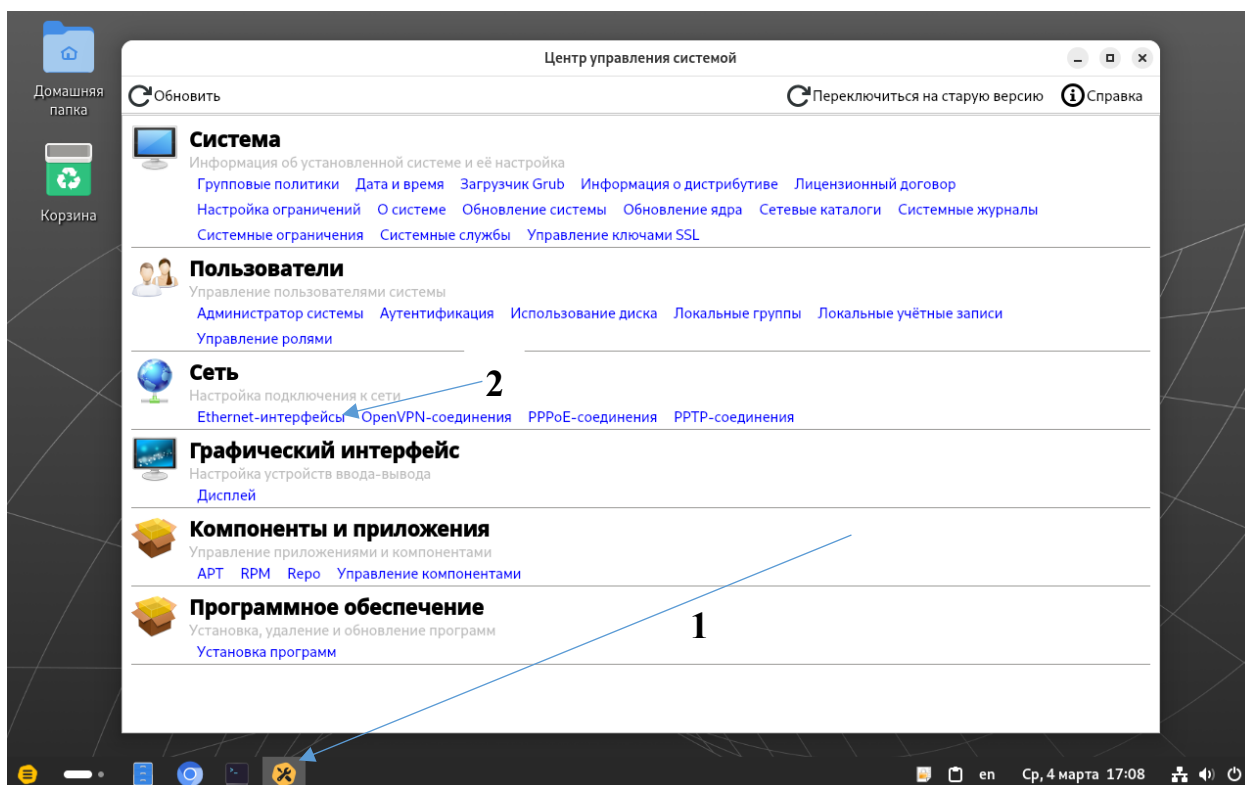 Домашняя
папка
Корзина
Центр управления системой
Обновить
Переключиться на старую версию
Справка
Система
Информация об установленной системе и её настройка
Групповые политики Дата и время Загрузчик Grub Информация о дистрибутиве Лицензионный договор
Настройка ограничений О системе Обновление системы Обновление ядра Сетевые каталоги Системные журналы
Системные ограничения Системные службы Управление ключами SSL
Пользователи
Управление пользователями системы
Администратор системы Аутентификация Использование диска Локальные группы Локальные учётные записи
Управление ролями
Сеть
2
Настройка подключения к сети
Ethernet-интерфейсы OpenVPN-соединения PPPoE-соединения PPTP-соединения
Графический интерфейс
Настройка устройств ввода-вывода
Дисплей
Компоненты и приложения
Управление приложениями и компонентами
APT RPM Repo Управление компонентами
Программное обеспечение
1
Установка, удаление и обновление программ
Установка программ
en Ср, 4 марта 17:08